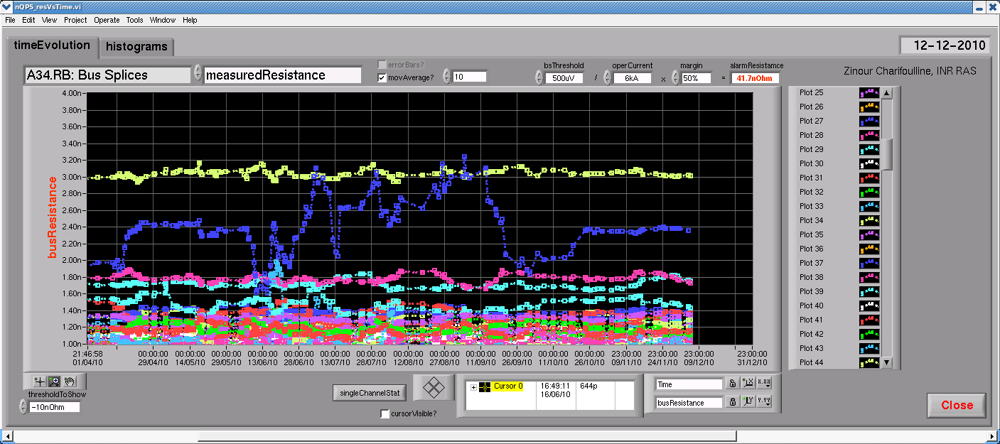 nQPS_resVsTime.vi
File Edit View Project Operate Tools Window Help
timeEvolution histograms 12-12-2010
A34.RB: Bus Splices measuredResistance
errorBars?
movAverage? 10
bsThreshold operCurrent margin alarmResistance
500uV / 6kA x 50% = 41.7nOhm
Zinour Charifoulline, INR RAS
busResistance
4.00n
3.80n
3.60n
3.40n
3.20n
3.00n
2.80n
2.60n
2.40n
2.20n
2.00n
1.80n
1.60n
1.40n
1.20n
1.00n
21:46:58 00:00:00 00:00:00 00:00:00 00:00:00 00:00:00 00:00:00 00:00:00 00:00:00 00:00:00 00:00:00 00:00:00 00:00:00 23:00:00 23:00:00 23:00:00 23:00:00
01/04/10 29/04/10 14/05/10 29/05/10 13/06/10 28/06/10 13/07/10 28/07/10 12/08/10 27/08/10 11/09/10 26/09/10 11/10/10 26/10/10 09/11/10 24/11/10 09/12/10 31/12/10
Plot 25
Plot 26
Plot 27
Plot 28
Plot 29
Plot 30
Plot 31
Plot 32
Plot 33
Plot 34
Plot 35
Plot 36
Plot 37
Plot 38
Plot 39
Plot 40
Plot 41
Plot 42
Plot 43
Plot 44
thresholdToShow
-10nOhm
singleChannelStat
cursorVisible?
Cursor 0 16:49:11 644p
16/06/10
Time X.XX
busResistance Y.YY
Close